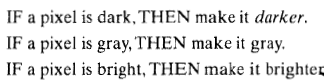 IF a pixel is dark, THEN make it darker.
IF a pixel is gray, THEN make it gray.
IF a pixel is bright, THEN make it brighter